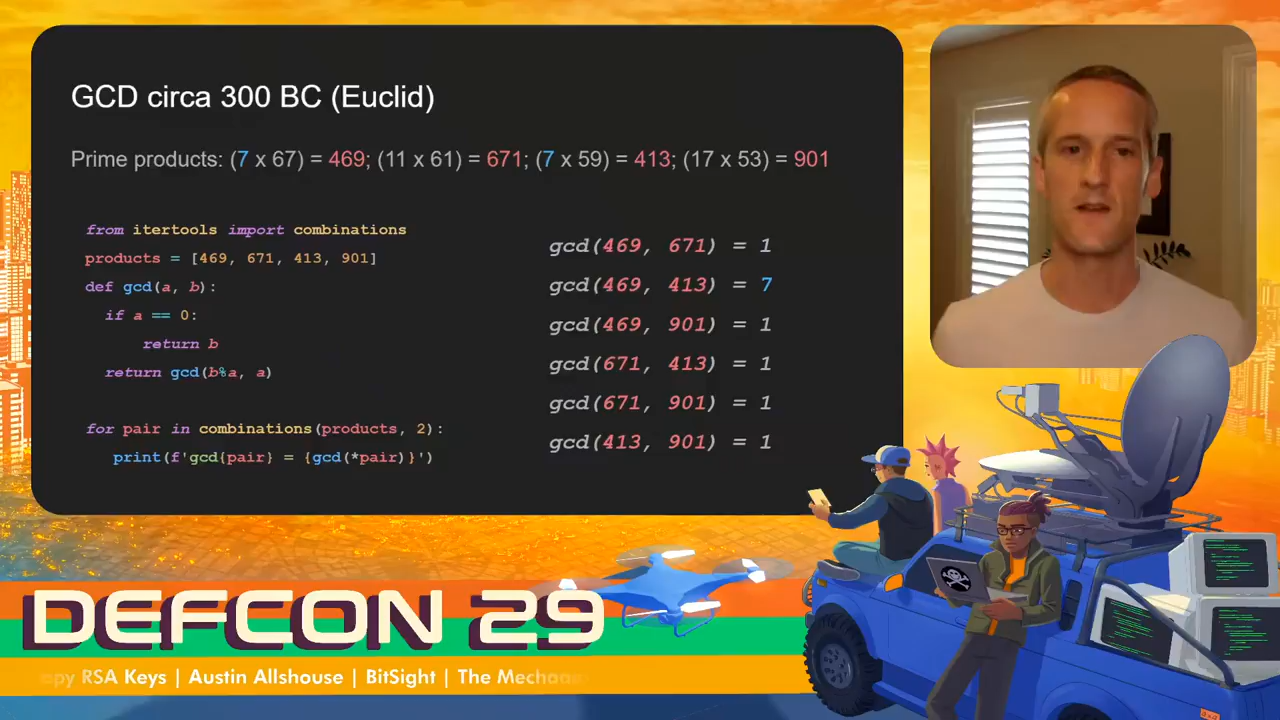 GCD circa 300 BC (Euclid)
Prime products: (7 x 67) = 469; (11 x 61) = 671; (7 x 59) = 413; (17 x 53) = 901
from itertools import combinations
products = [469, 671, 413, 901]
def gcd(a, b):
if a == 0:
return b
return gcd(b%a, a)
for pair in combinations(products, 2):
print(f'gcd{pair} = {gcd(*pair)}')
gcd(469, 671) = 1
gcd(469, 413) = 7
gcd(469, 901) = 1
gcd(671, 413) = 1
gcd(671, 901) = 1
gcd(413, 901) = 1
DEFCON 29
RSA Keys | Austin Allshouse | BitSight | The